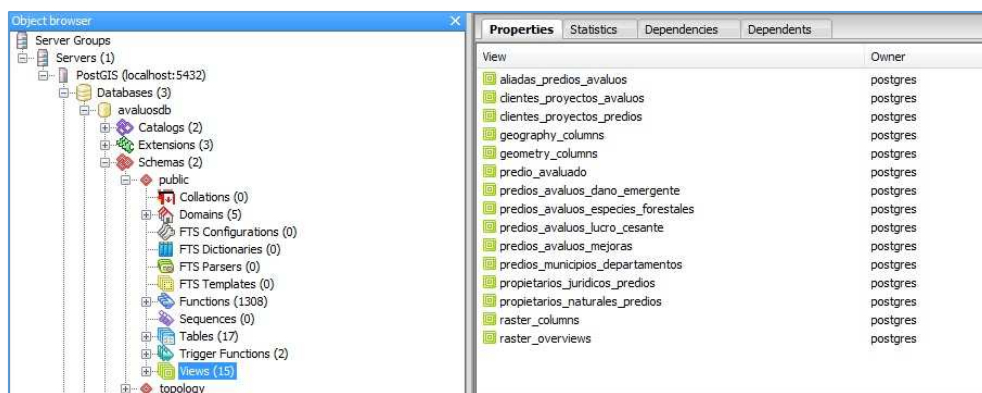 Object browser
Server Groups
Servers (1)
PostGIS (localhost:5432)
Databases (3)
avaluosdb
Catalogs (2)
Extensions (3)
Schemas (2)
public
Collations (0)
Domains (5)
FTS Configurations (0)
FTS Dictionaries (0)
FTS Parsers (0)
FTS Templates (0)
Functions (1308)
Sequences (0)
Tables (17)
Trigger Functions (2)
Views (15)
topology
Properties Statistics Dependencies Dependents
View Owner
aliadas_predios_avaluos postgres
clientes_proyectos_avaluos postgres
clientes_proyectos_predios postgres
geography_columns postgres
geometry_columns postgres
predio_avaluado postgres
predios_avaluos_dano_emergente postgres
predios_avaluos_especies_forestales postgres
predios_avaluos_lucro_cesante postgres
predios_avaluos_mejoras postgres
predios_municipios_departamentos postgres
propietarios_juridicos_predios postgres
propietarios_naturales_predios postgres
raster_columns postgres
raster_overviews postgres